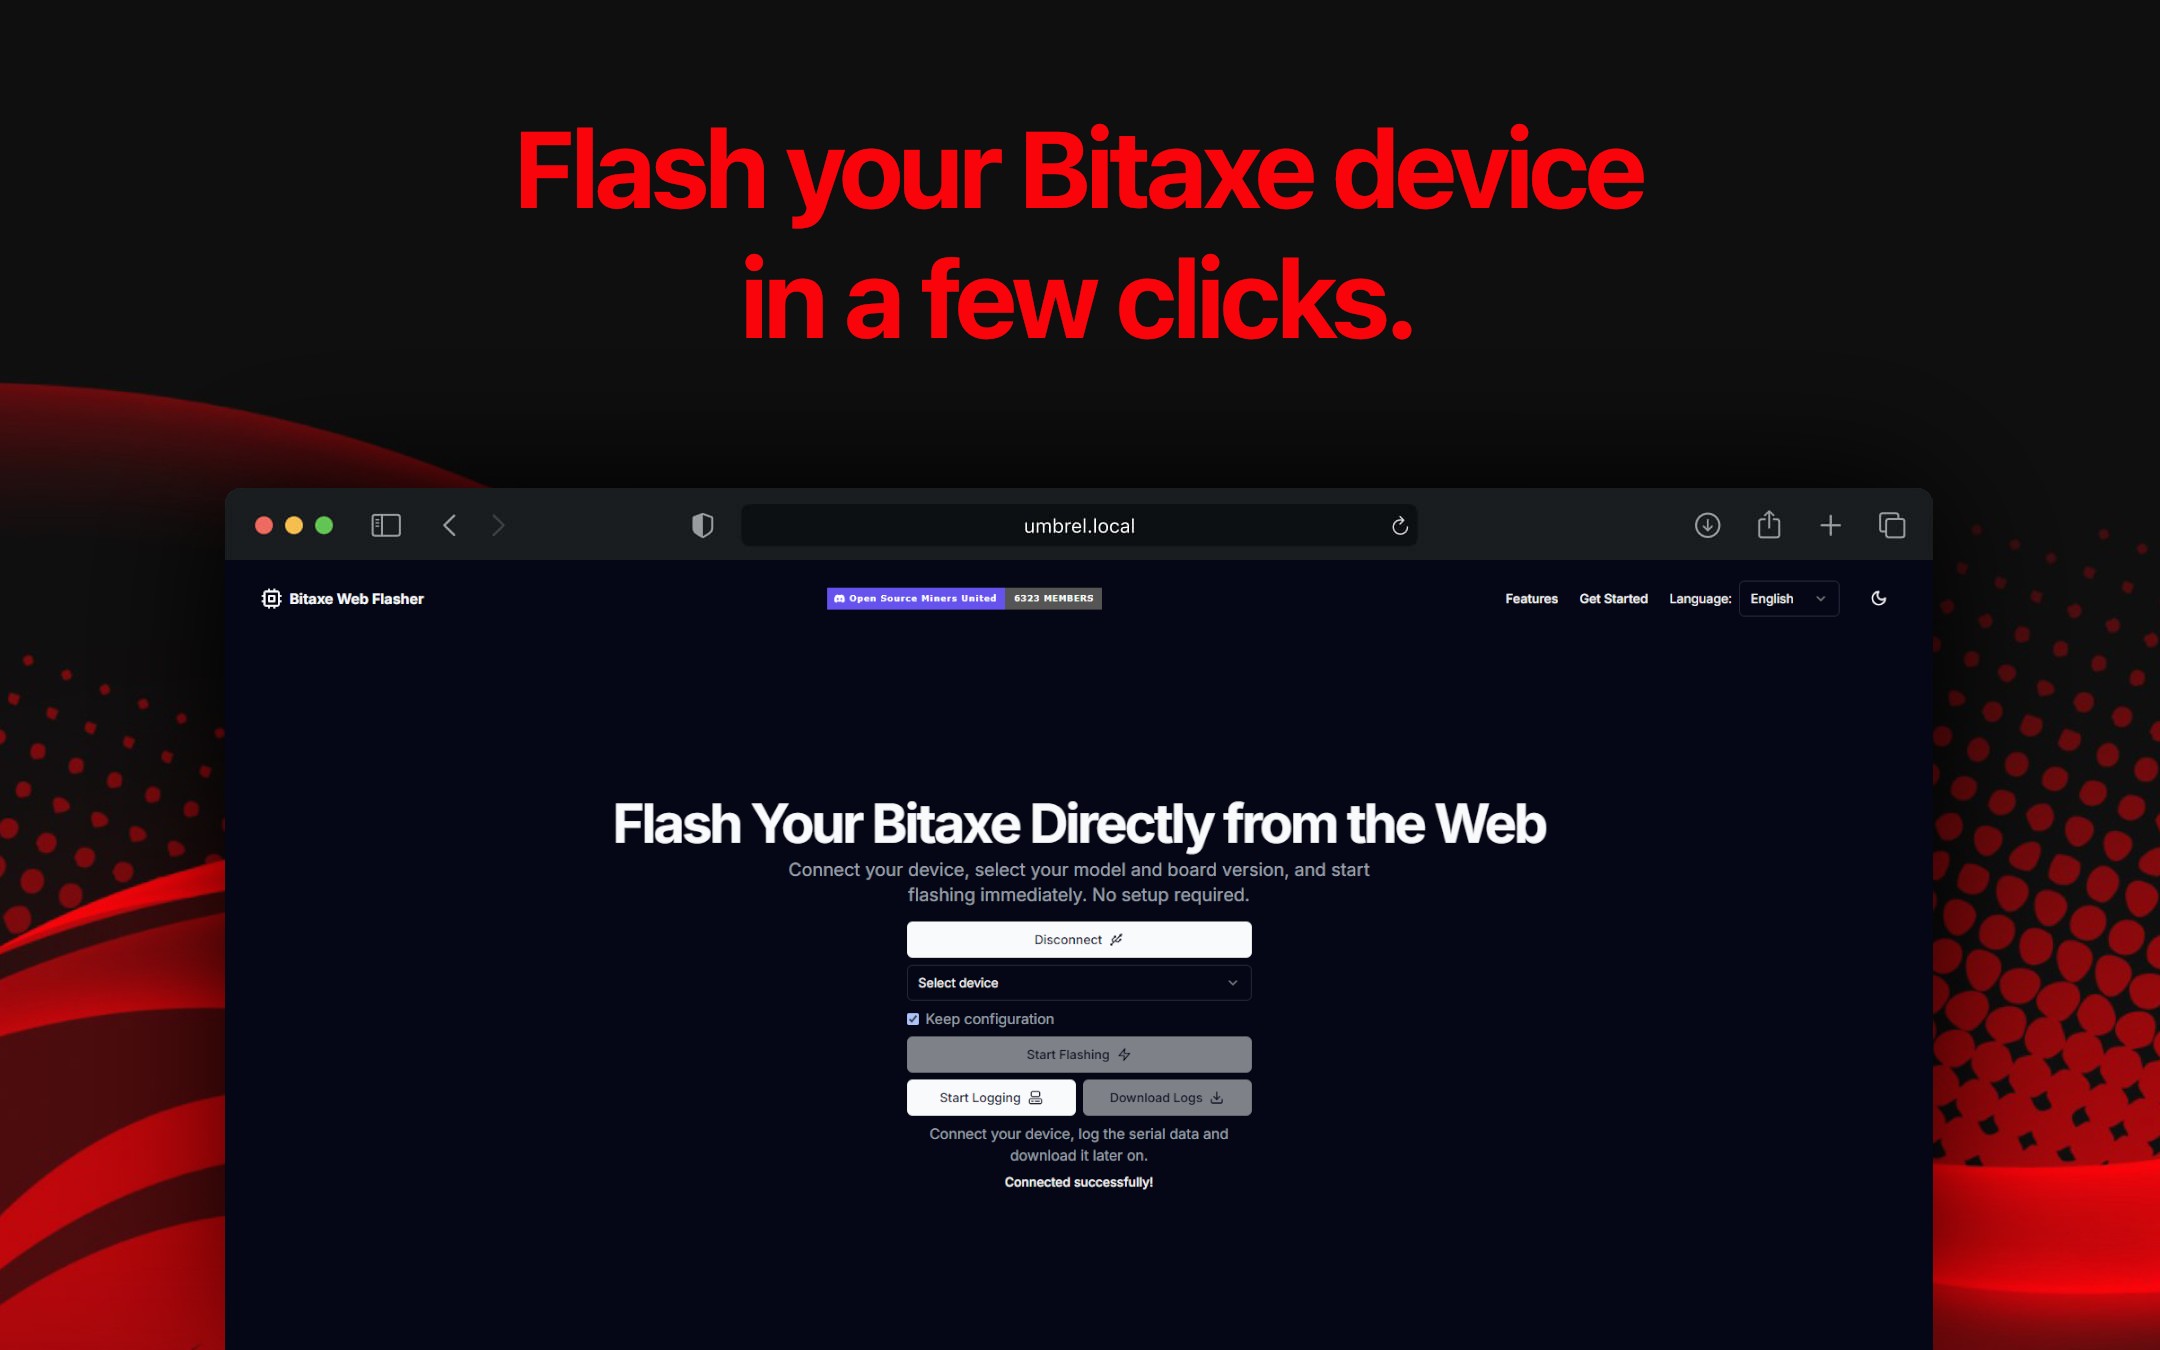 Flash your Bitaxe device
in a few clicks.
umbrel.local
Bitaxe Web Flasher
Open Source Miners United 6323 MEMBERS
Features Get Started Language: English
Flash Your Bitaxe Directly from the Web
Connect your device, select your model and board version, and start
flashing immediately. No setup required.
Disconnect
Select device
Keep configuration
Start Flashing
Start Logging Download Logs
Connect your device, log the serial data and
download it later on.
Connected successfully!